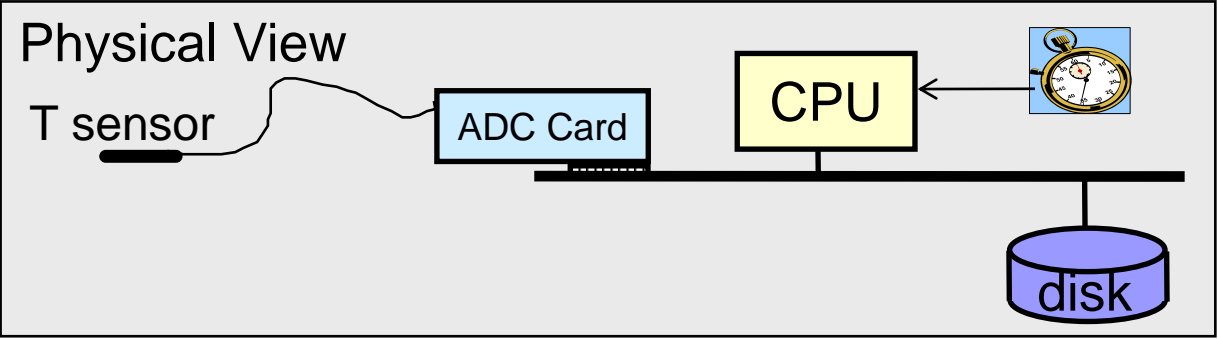 Physical View
T sensor
ADC Card
CPU
disk